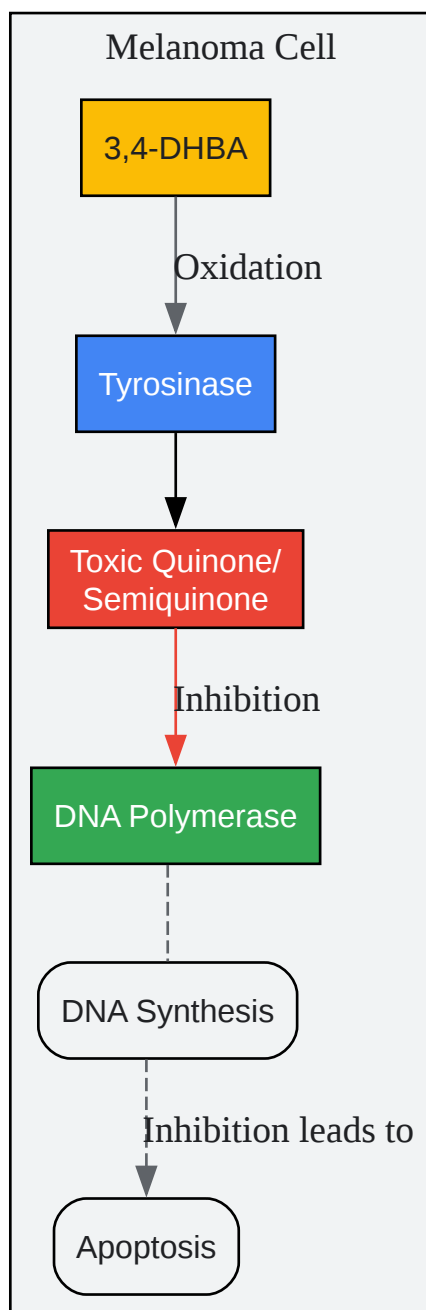 Melanoma Cell
3,4-DHBA
Oxidation
Tyrosinase
Toxic Quinone/
Semiquinone
Inhibition
DNA Polymerase
DNA Synthesis
Inhibition leads to
Apoptosis